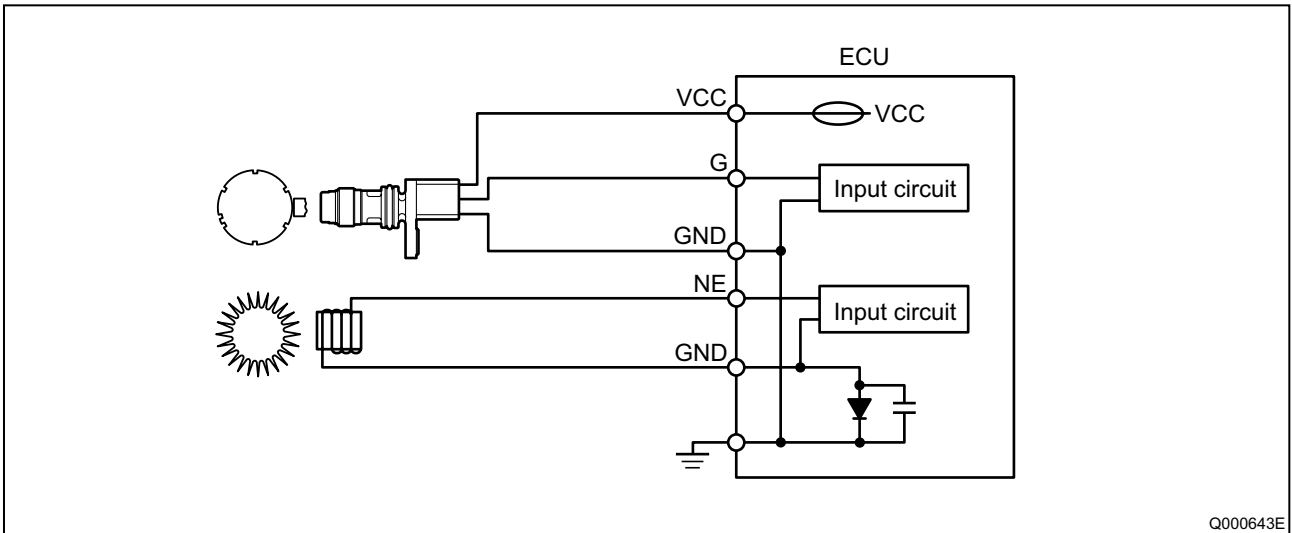 ECU
VCC
VCC
G
Input circuit
GND
NE
Input circuit
GND
Q000643E